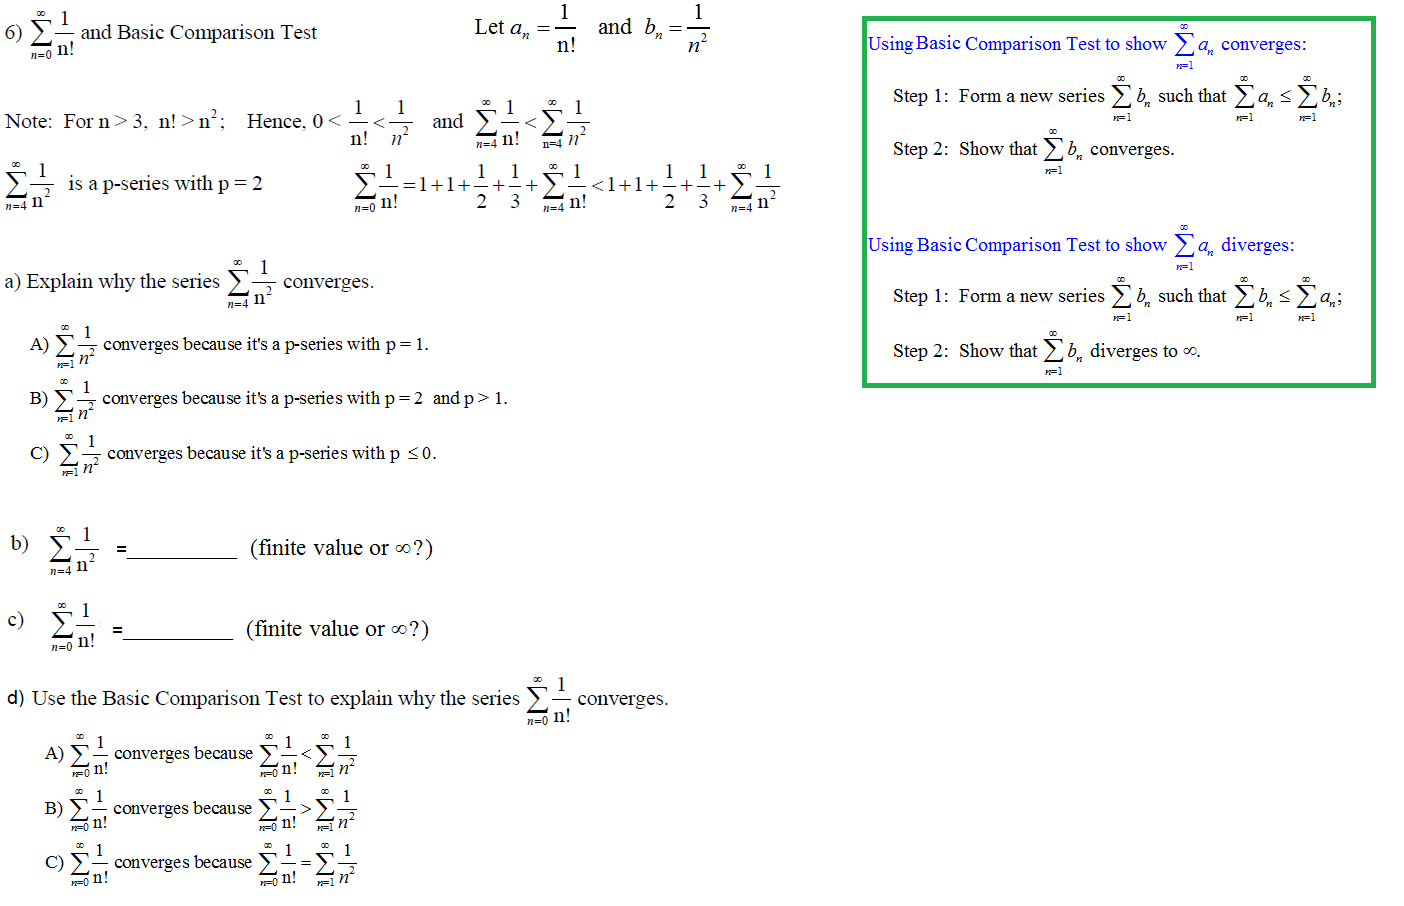 6) $\sum_{n=0}^{\infty} \frac{1}{n!}$ and Basic Comparison Test
Let $a_n = \frac{1}{n!}$ and $b_n = \frac{1}{n^2}$
Note: For n > 3, n! > n$^2$; Hence, $0 < \frac{1}{n!} < \frac{1}{n^2}$ and $\sum_{n=4}^{\infty} \frac{1}{n!} < \sum_{n=4}^{\infty} \frac{1}{n^2}$
$\sum_{n=4}^{\infty} \frac{1}{n^2}$ is a p-series with p = 2
$\sum_{n=0}^{\infty} \frac{1}{n!} = 1+1+\frac{1}{2}+\frac{1}{3}+\sum_{n=4}^{\infty} \frac{1}{n!} < 1+1+\frac{1}{2}+\frac{1}{3}+\sum_{n=4}^{\infty} \frac{1}{n^2}$
a) Explain why the series $\sum_{n=4}^{\infty} \frac{1}{n^2}$ converges.
A) $\sum_{n=1}^{\infty} \frac{1}{n^2}$ converges because it's a p-series with p = 1.
B) $\sum_{n=1}^{\infty} \frac{1}{n^2}$ converges because it's a p-series with p = 2 and p > 1.
C) $\sum_{n=1}^{\infty} \frac{1}{n^2}$ converges because it's a p-series with p ≤ 0.
b) $\sum_{n=4}^{\infty} \frac{1}{n^2}$ = __________ (finite value or ∞?)
c) $\sum_{n=0}^{\infty} \frac{1}{n!}$ = __________ (finite value or ∞?)
d) Use the Basic Comparison Test to explain why the series $\sum_{n=0}^{\infty} \frac{1}{n!}$ converges.
A) $\sum_{n=0}^{\infty} \frac{1}{n!}$ converges because $\sum_{n=0}^{\infty} \frac{1}{n!} < \sum_{n=1}^{\infty} \frac{1}{n^2}$
B) $\sum_{n=0}^{\infty} \frac{1}{n!}$ converges because $\sum_{n=0}^{\infty} \frac{1}{n!} > \sum_{n=1}^{\infty} \frac{1}{n^2}$
C) $\sum_{n=0}^{\infty} \frac{1}{n!}$ converges because $\sum_{n=0}^{\infty} \frac{1}{n!} = \sum_{n=1}^{\infty} \frac{1}{n^2}$
Using Basic Comparison Test to show $\sum_{n=1}^{\infty} a_n$ converges:
Step 1: Form a new series $\sum_{n=1}^{\infty} b_n$ such that $\sum_{n=1}^{\infty} a_n \le \sum_{n=1}^{\infty} b_n$;
Step 2: Show that $\sum_{n=1}^{\infty} b_n$ converges.
Using Basic Comparison Test to show $\sum_{n=1}^{\infty} a_n$ diverges:
Step 1: Form a new series $\sum_{n=1}^{\infty} b_n$ such that $\sum_{n=1}^{\infty} b_n \le \sum_{n=1}^{\infty} a_n$;
Step 2: Show that $\sum_{n=1}^{\infty} b_n$ diverges to ∞.